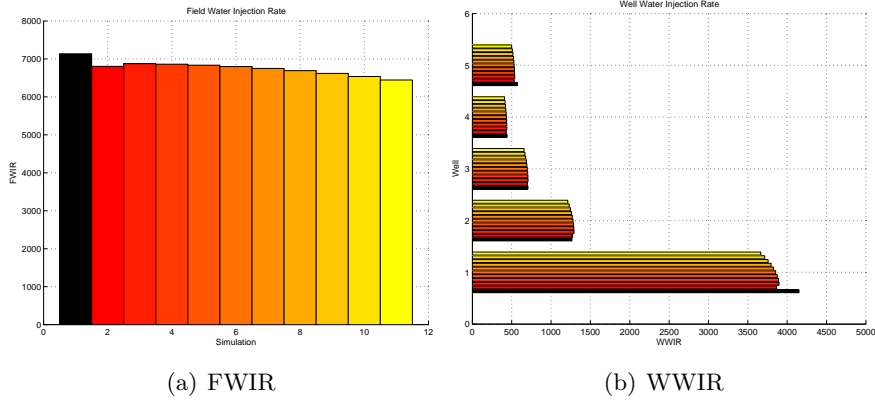 Field Water Injection Rate
8000
7000
6000
5000
4000
3000
2000
1000
0
FWIR
0 2 4 6 8 10 12
Simulation
(a) FWIR
Well Water Injection Rate
6
5
4
3
2
1
0
Well
0 500 1000 1500 2000 2500 3000 3500 4000 4500 5000
WWIR
(b) WWIR